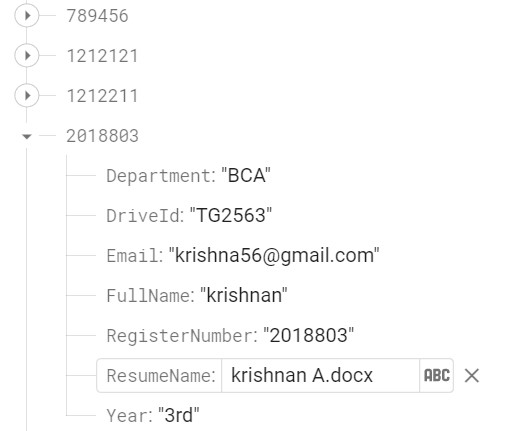 789456
1212121
1212211
2018803
Department: "BCA"
DriveId: "TG2563"
Email: "krishna56@gmail.com"
FullName: "krishnan"
RegisterNumber: "2018803"
ResumeName: krishnan A.docx ABC
Year: "3rd"